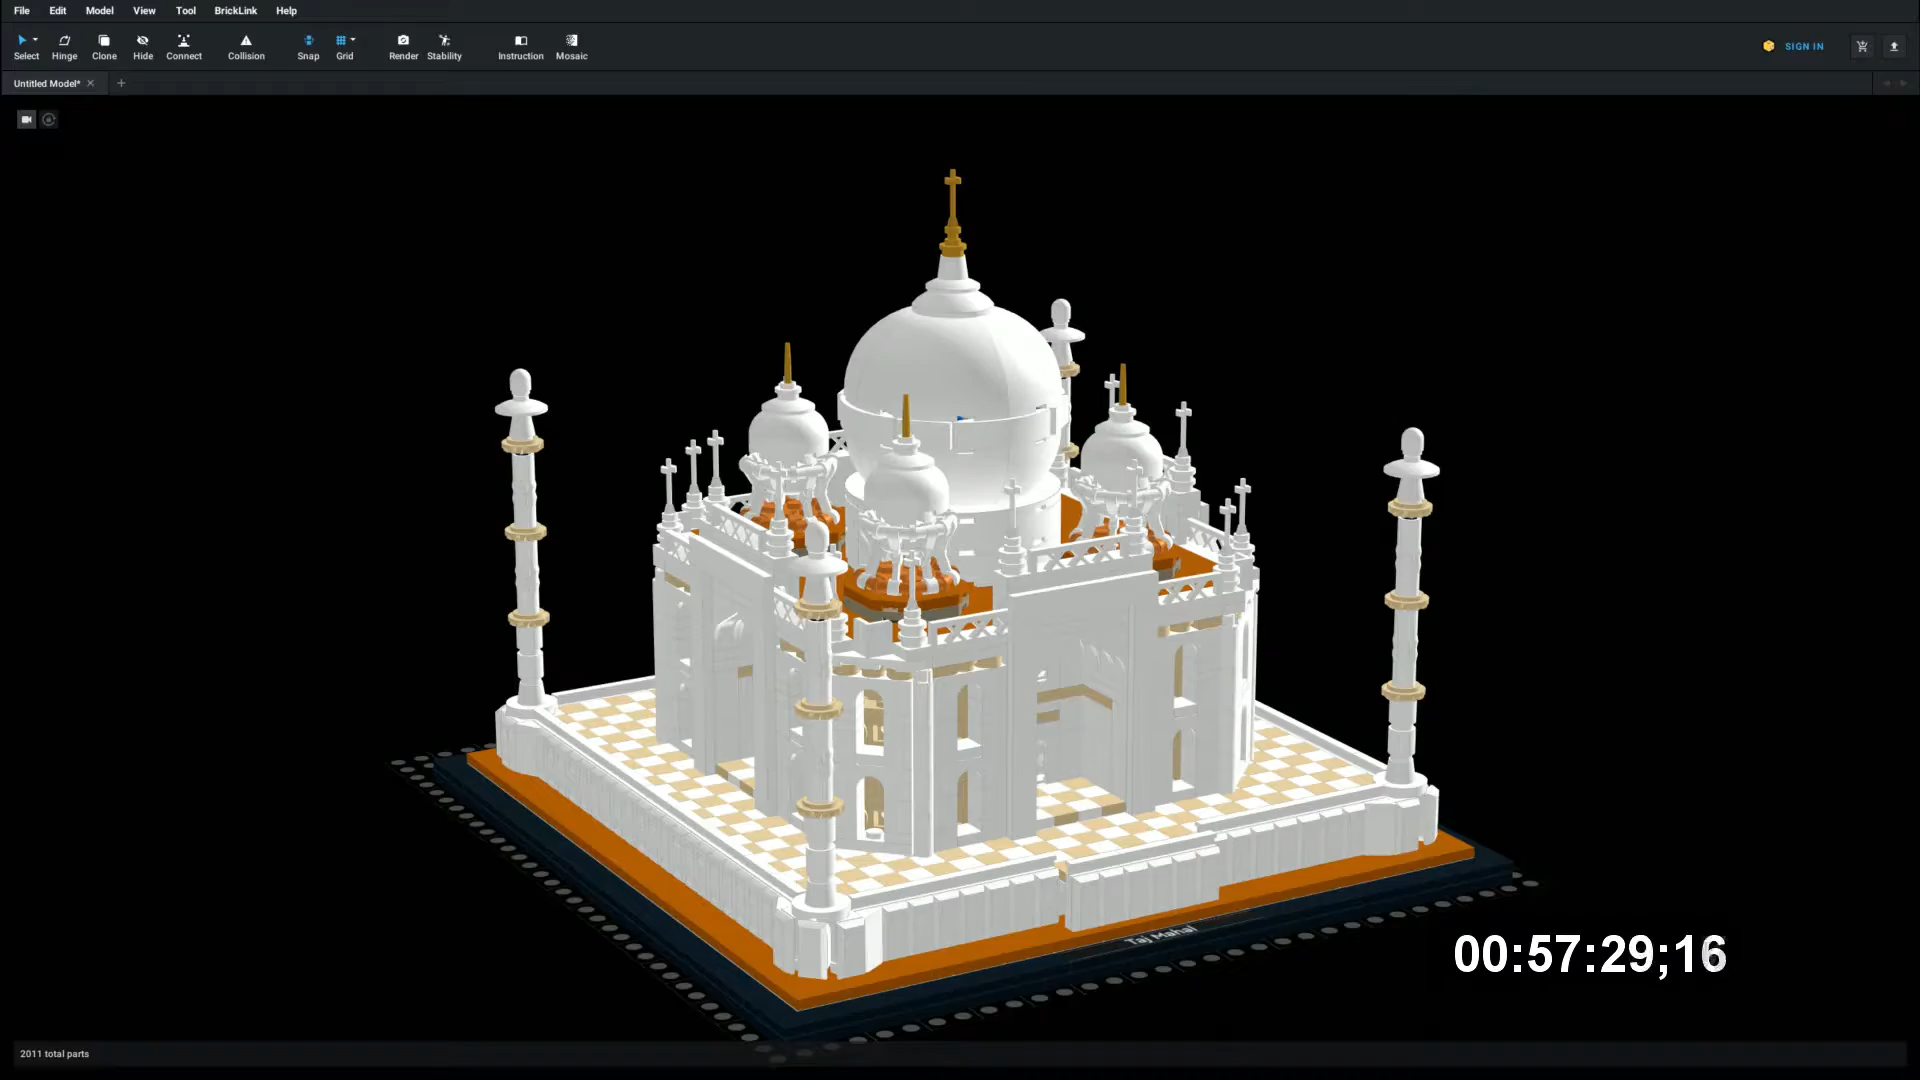 File Edit Model View Tool BrickLink Help
Select Hinge Clone Hide Connect Collision Snap Grid Render Stability Instruction Mosaic
SIGN IN
Untitled Model*
Taj Mahal
00:57:29;16
2011 total parts